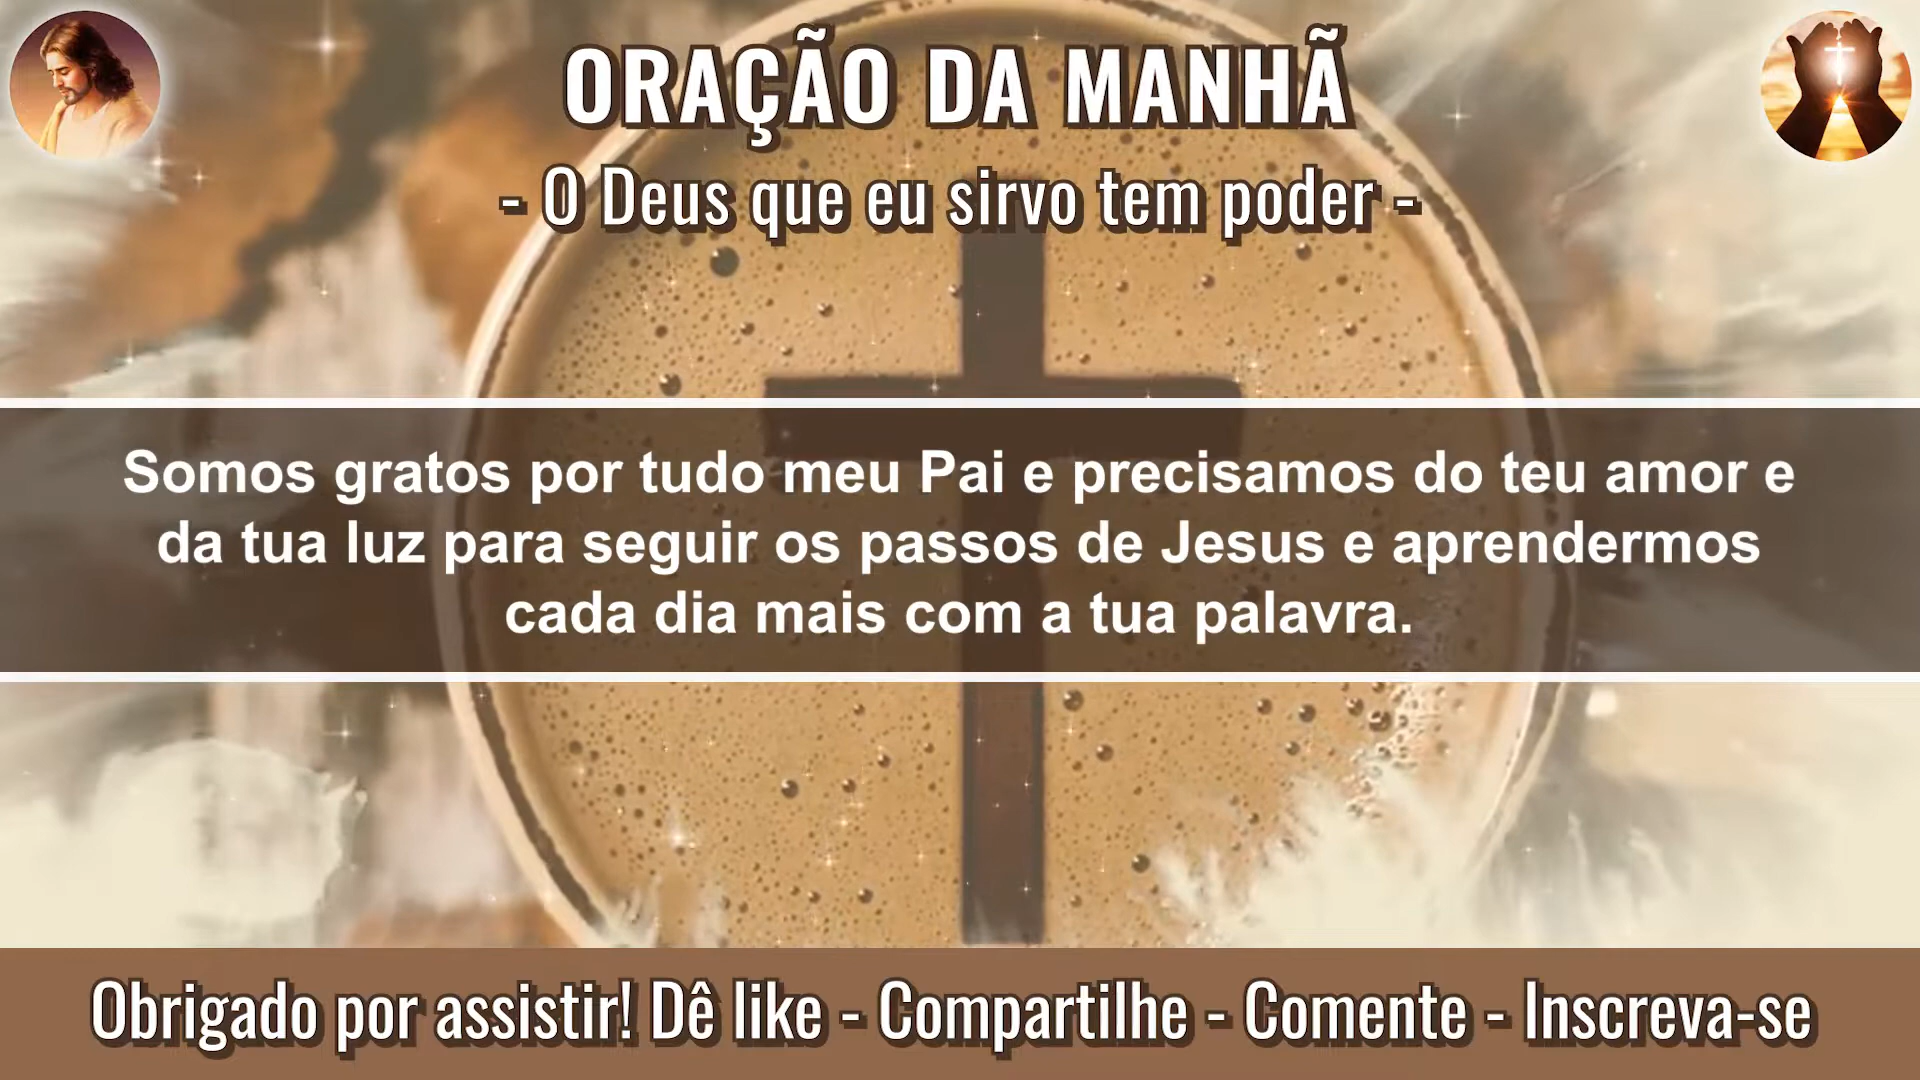 ORAÇÃO DA MANHÃ
- O Deus que eu sirvo tem poder -
Somos gratos por tudo meu Pai e precisamos do teu amor e
da tua luz para seguir os passos de Jesus e aprendermos
cada dia mais com a tua palavra.
Obrigado por assistir! Dê like - Compartilhe - Comente - Inscreva-se